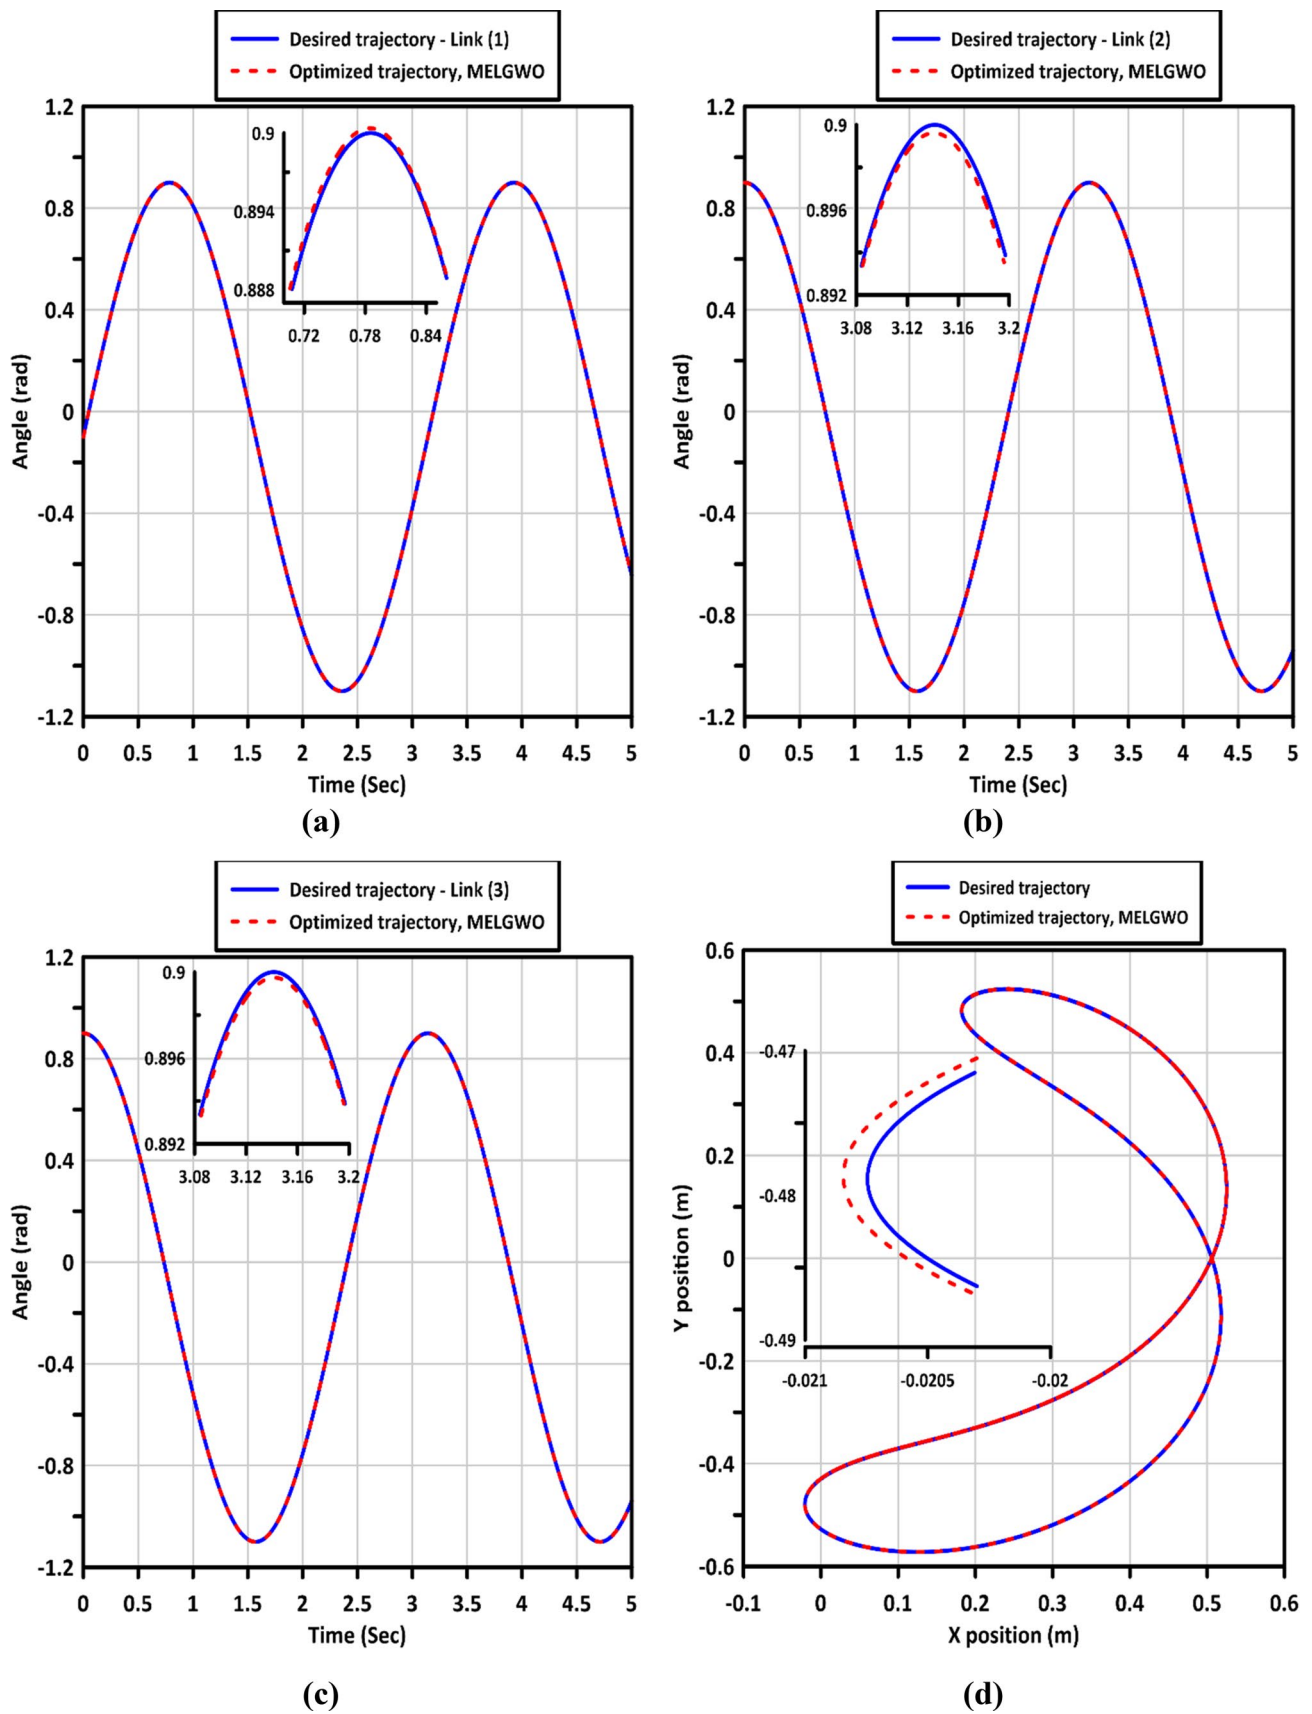 Desired trajectory - Link (1)
Optimized trajectory, MELGWO
1.2
0.8
0.4
0
-0.4
-0.8
-1.2
Angle (rad)
0.9
0.894
0.888
0.72 0.78 0.84
0 0.5 1 1.5 2 2.5 3 3.5 4 4.5 5
Time (Sec)
(a)
Desired trajectory - Link (2)
Optimized trajectory, MELGWO
1.2
0.8
0.4
0
-0.4
-0.8
-1.2
Angle (rad)
0.9
0.896
0.892
3.08 3.12 3.16 3.2
0 0.5 1 1.5 2 2.5 3 3.5 4 4.5 5
Time (Sec)
(b)
Desired trajectory - Link (3)
Optimized trajectory, MELGWO
1.2
0.8
0.4
0
-0.4
-0.8
-1.2
Angle (rad)
0.9
0.896
0.892
3.08 3.12 3.16 3.2
0 0.5 1 1.5 2 2.5 3 3.5 4 4.5 5
Time (Sec)
(c)
Desired trajectory
Optimized trajectory, MELGWO
0.6
0.4
0.2
0
-0.2
-0.4
-0.6
Y position (m)
-0.47
-0.48
-0.49
-0.021 -0.0205 -0.02
-0.1 0 0.1 0.2 0.3 0.4 0.5 0.6
X position (m)
(d)